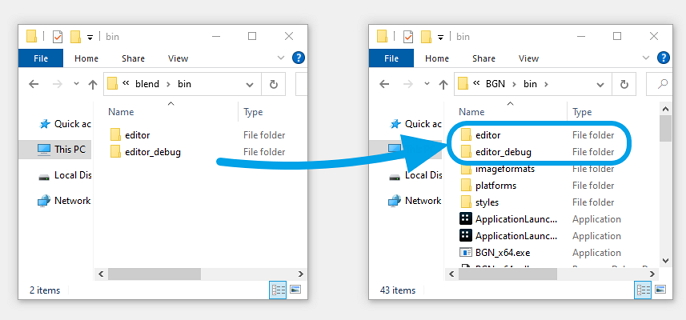 bin
File
Home
Share
View
« blend › bin
Name
Type
Quick ac
This PC
Local Dis
Network
editor
File folder
editor_debug
File folder
2 items
bin
File
Home
Share
View
« BGN › bin ›
Name
Type
Quick ac
Local Dis
Network
editor
File folder
editor_debug
File folder
imageformats
File folder
platforms
File folder
styles
File folder
ApplicationLaunc...
Application
ApplicationLaunc...
Application
BGN_x64.exe
Application
43 items